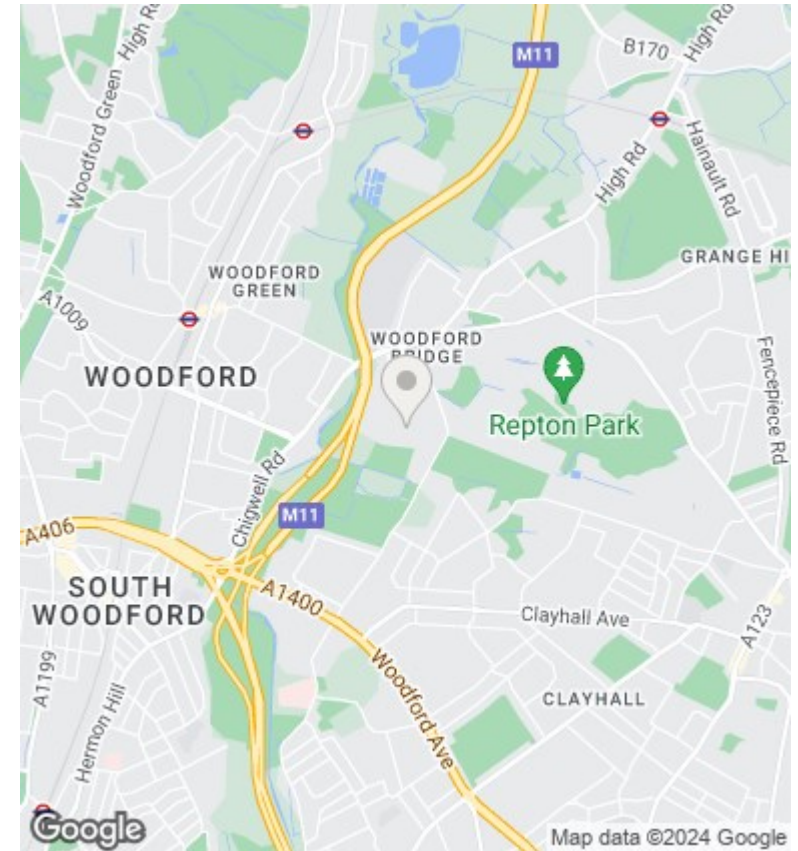 High Ro
High Ro
M11
B170
Woodford Green
High Rd
Hainault Rd
WOODFORD
GREEN
GRANGE HI
A1009
WOODFORD
BRIDGE
WOODFORD
Repton Park
Fencepiece Rd
Chigwell Rd
M11
A406
SOUTH
WOODFORD
A1400
Clayhall Ave
A123
A1199
Woodford Ave
CLAYHALL
Hermon Hill
Google
Map data ©2024 Google